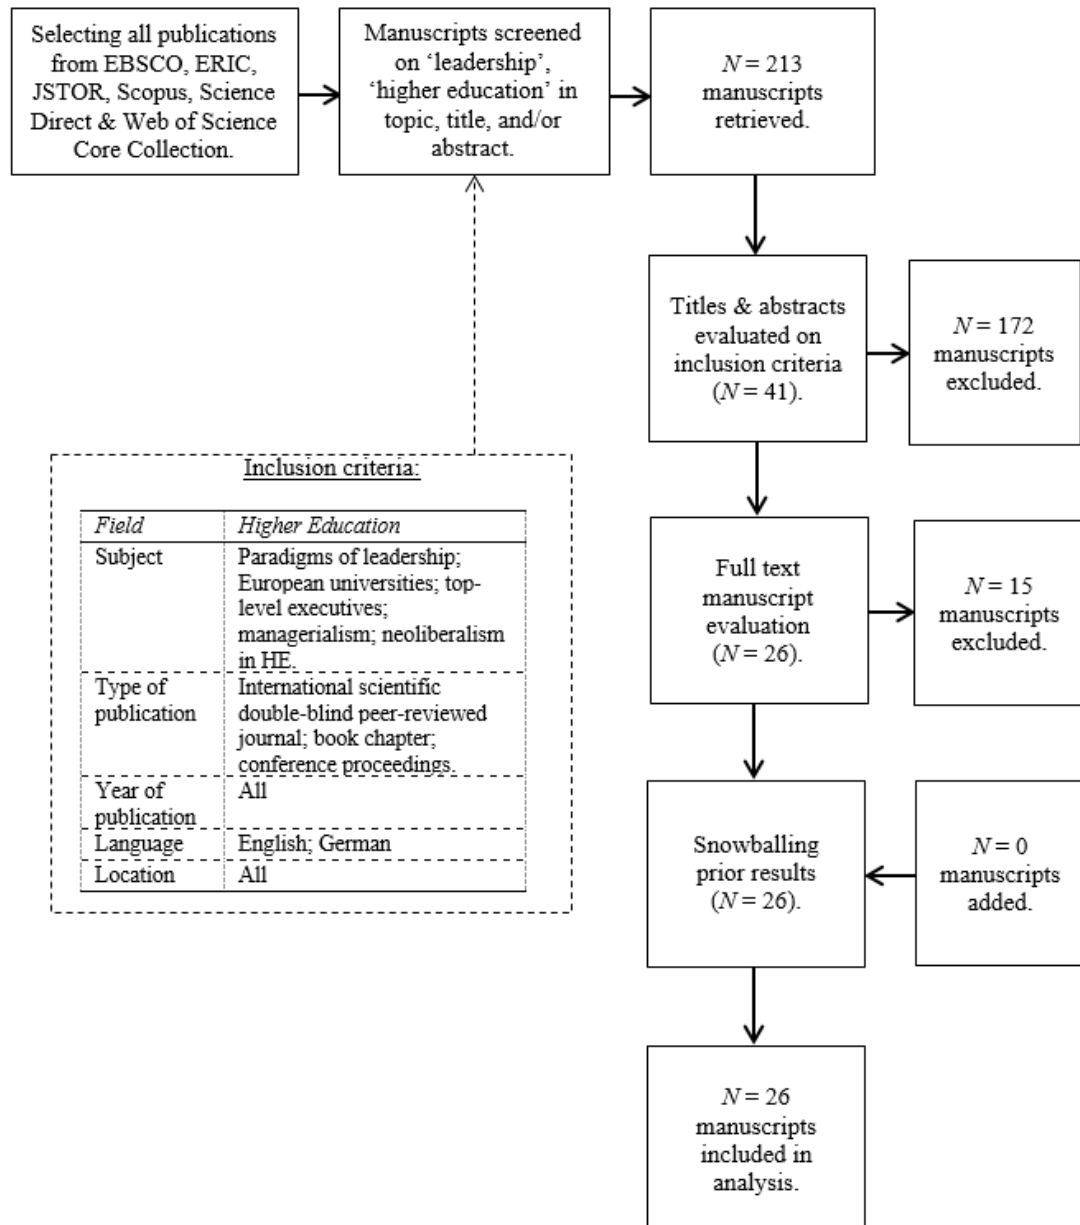 Selecting all publications
from EBSCO, ERIC,
JSTOR, Scopus, Science
Direct & Web of Science
Core Collection.
Manuscripts screened
on ‘leadership’,
‘higher education’ in
topic, title, and/or
abstract.
N = 213
manuscripts
retrieved.
Titles & abstracts
evaluated on
inclusion criteria
(N = 41).
N = 172
manuscripts
excluded.
Inclusion criteria:
Field Higher Education
Subject Paradigms of leadership;
European universities; top-
level executives;
managerialism; neoliberalism
in HE.
Type of International scientific
publication double-blind peer-reviewed
journal; book chapter;
conference proceedings.
Year of All
publication
Language English; German
Location All
Full text
manuscript
evaluation
(N = 26).
N = 15
manuscripts
excluded.
Snowballing
prior results
(N = 26).
N = 0
manuscripts
added.
N = 26
manuscripts
included in
analysis.